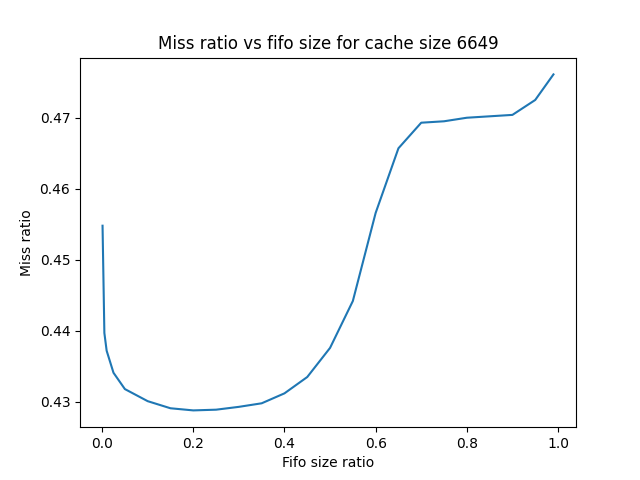 Miss ratio vs fifo size for cache size 6649
0.47
0.46
0.45
0.44
0.43
Miss ratio
0.0 0.2 0.4 0.6 0.8 1.0
Fifo size ratio